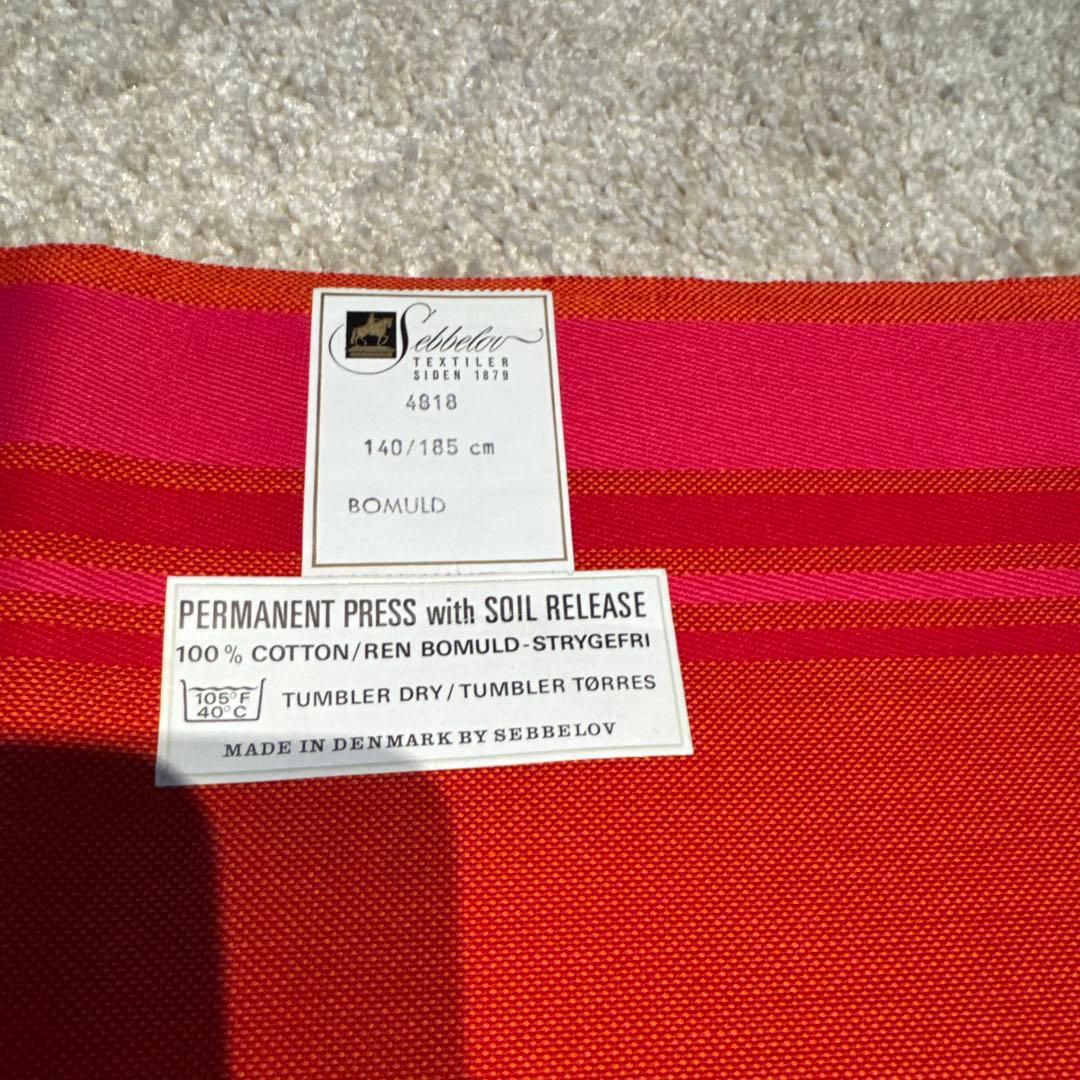 Sebbelov
TEXTILER
SIDEN 1879
4818
140/185 cm
BOMULD
PERMANENT PRESS with SOIL RELEASE
100% COTTON/REN BOMULD-STRYGEFRI
105°F
40°C
TUMBLER DRY/TUMBLER TØRRES
MADE IN DENMARK BY SEBBELOV